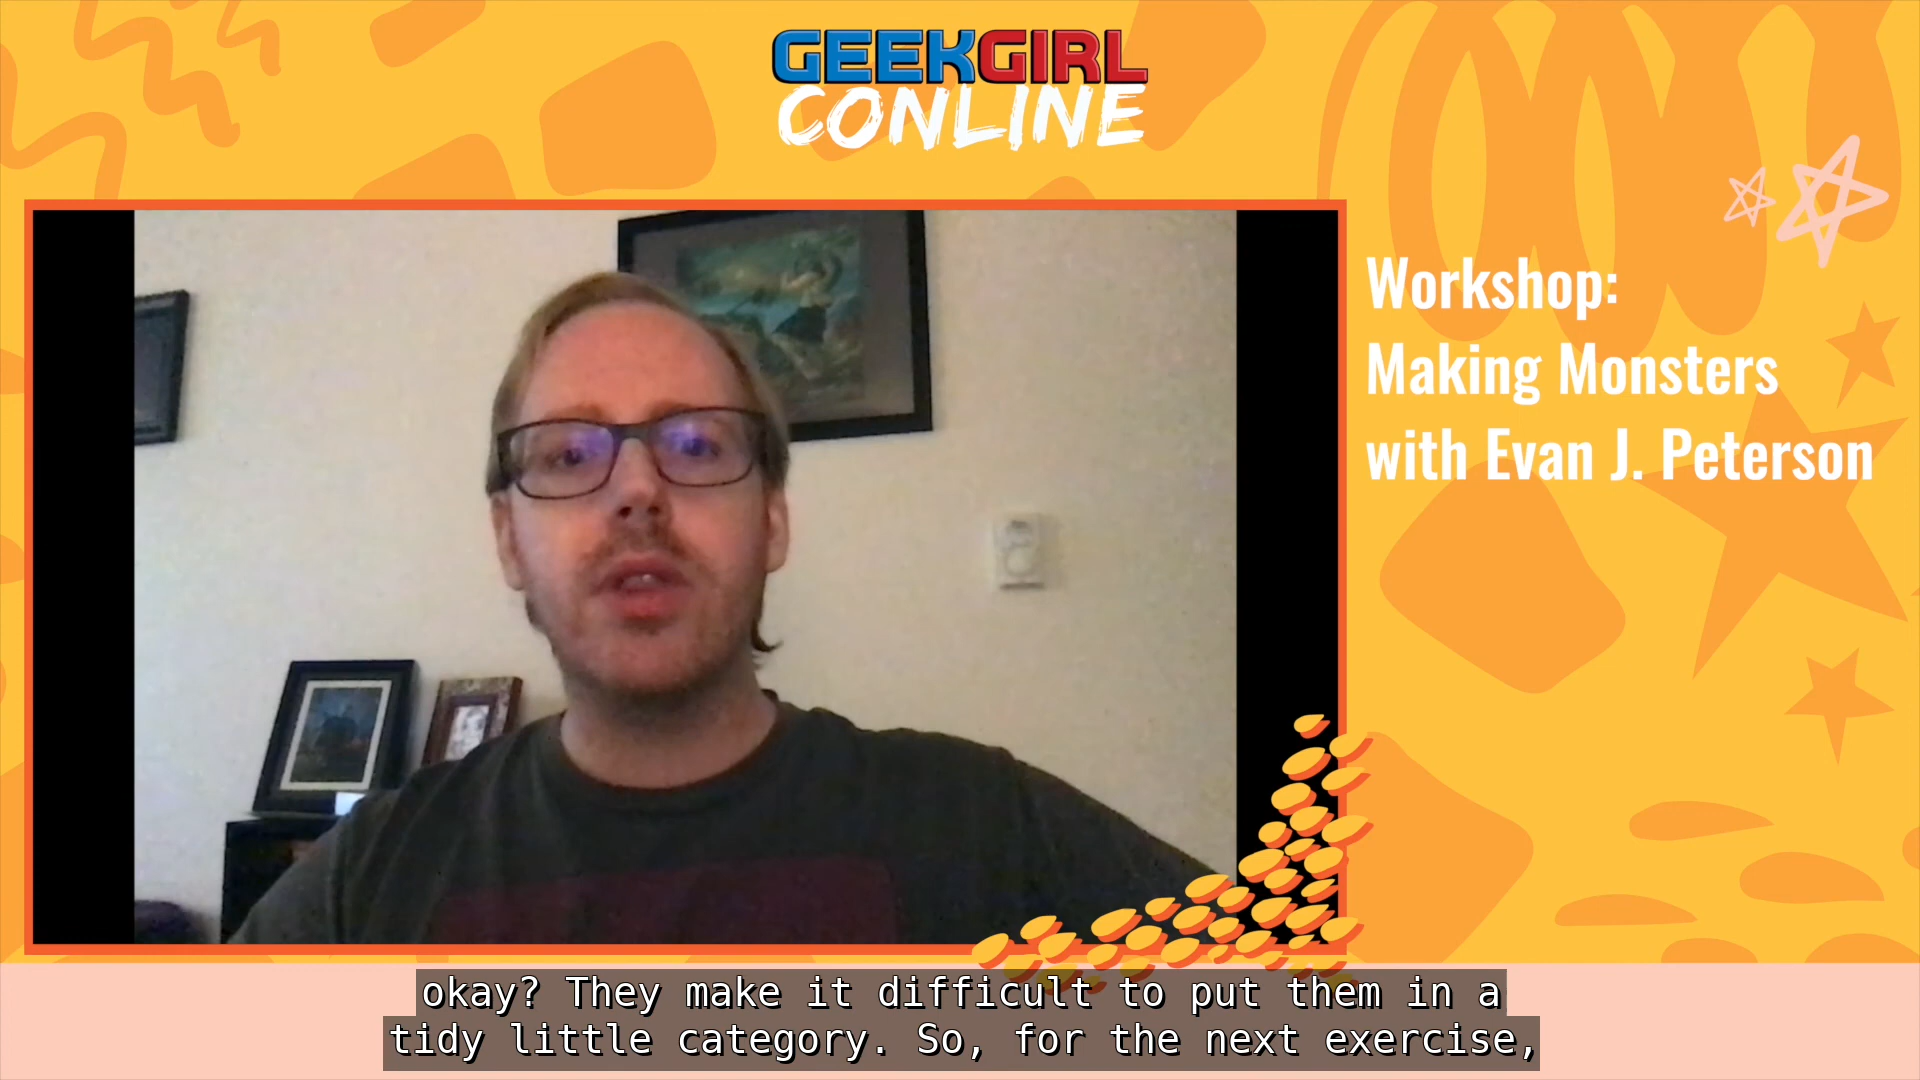 GEEKGIRL
CONLINE
Workshop:
Making Monsters
with Evan J. Peterson
okay? They make it difficult to put them in a
tidy little category. So, for the next exercise,